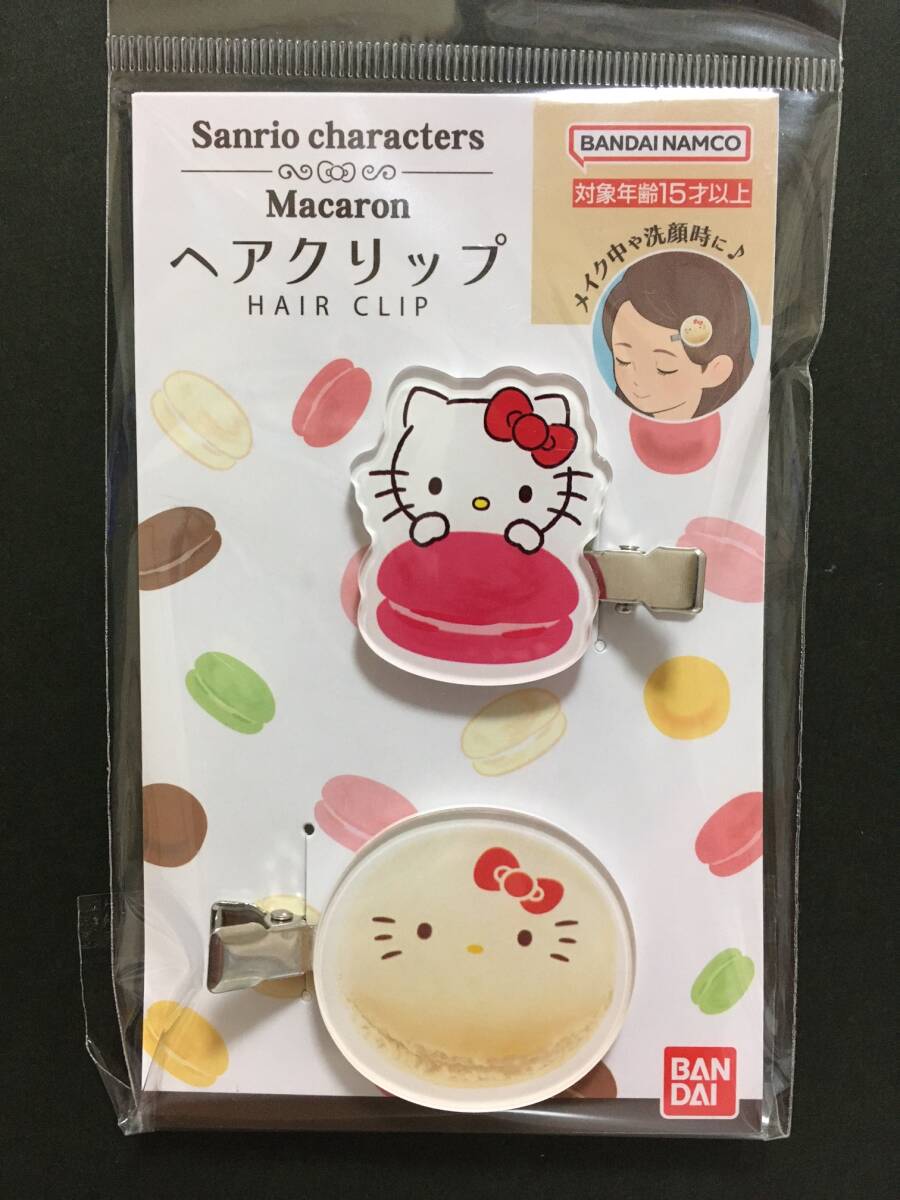 Sanrio characters
Macaron
ヘアクリップ
HAIR CLIP
BANDAI NAMCO
対象年齢15才以上
メイク中や洗顔時に♪
BAN
DAI